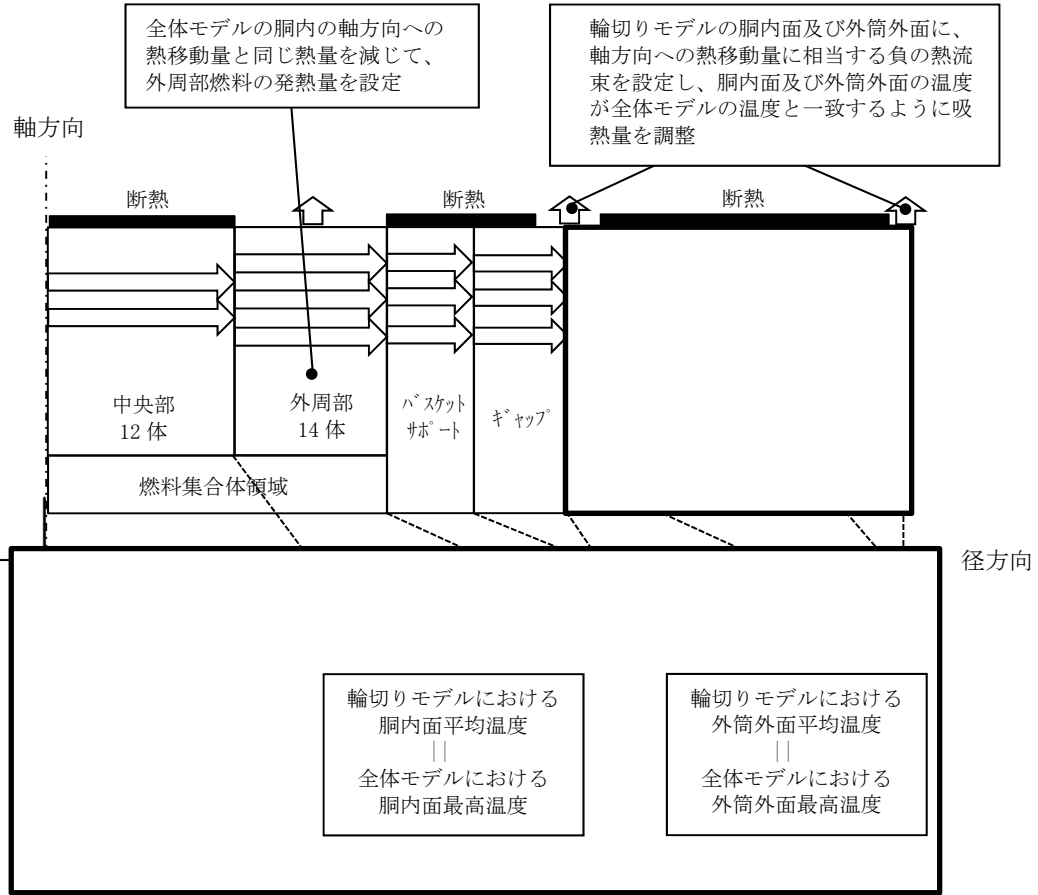 全体モデルの胴内の軸方向への
熱移動量と同じ熱量を減じて、
外周部燃料の発熱量を設定
輪切りモデルの胴内面及び外筒外面に、
軸方向への熱移動量に相当する負の熱流
束を設定し、胴内面及び外筒外面の温度
が全体モデルの温度と一致するように吸
熱量を調整
軸方向
断熱
断熱
断熱
中央部
12 体
外周部
14 体
ﾊﾞｽｹｯﾄ
ｻﾎﾟｰﾄ
ｷﾞｬｯﾌﾟ
燃料集合体領域
径方向
輪切りモデルにおける
胴内面平均温度
||
全体モデルにおける
胴内面最高温度
輪切りモデルにおける
外筒外面平均温度
||
全体モデルにおける
外筒外面最高温度